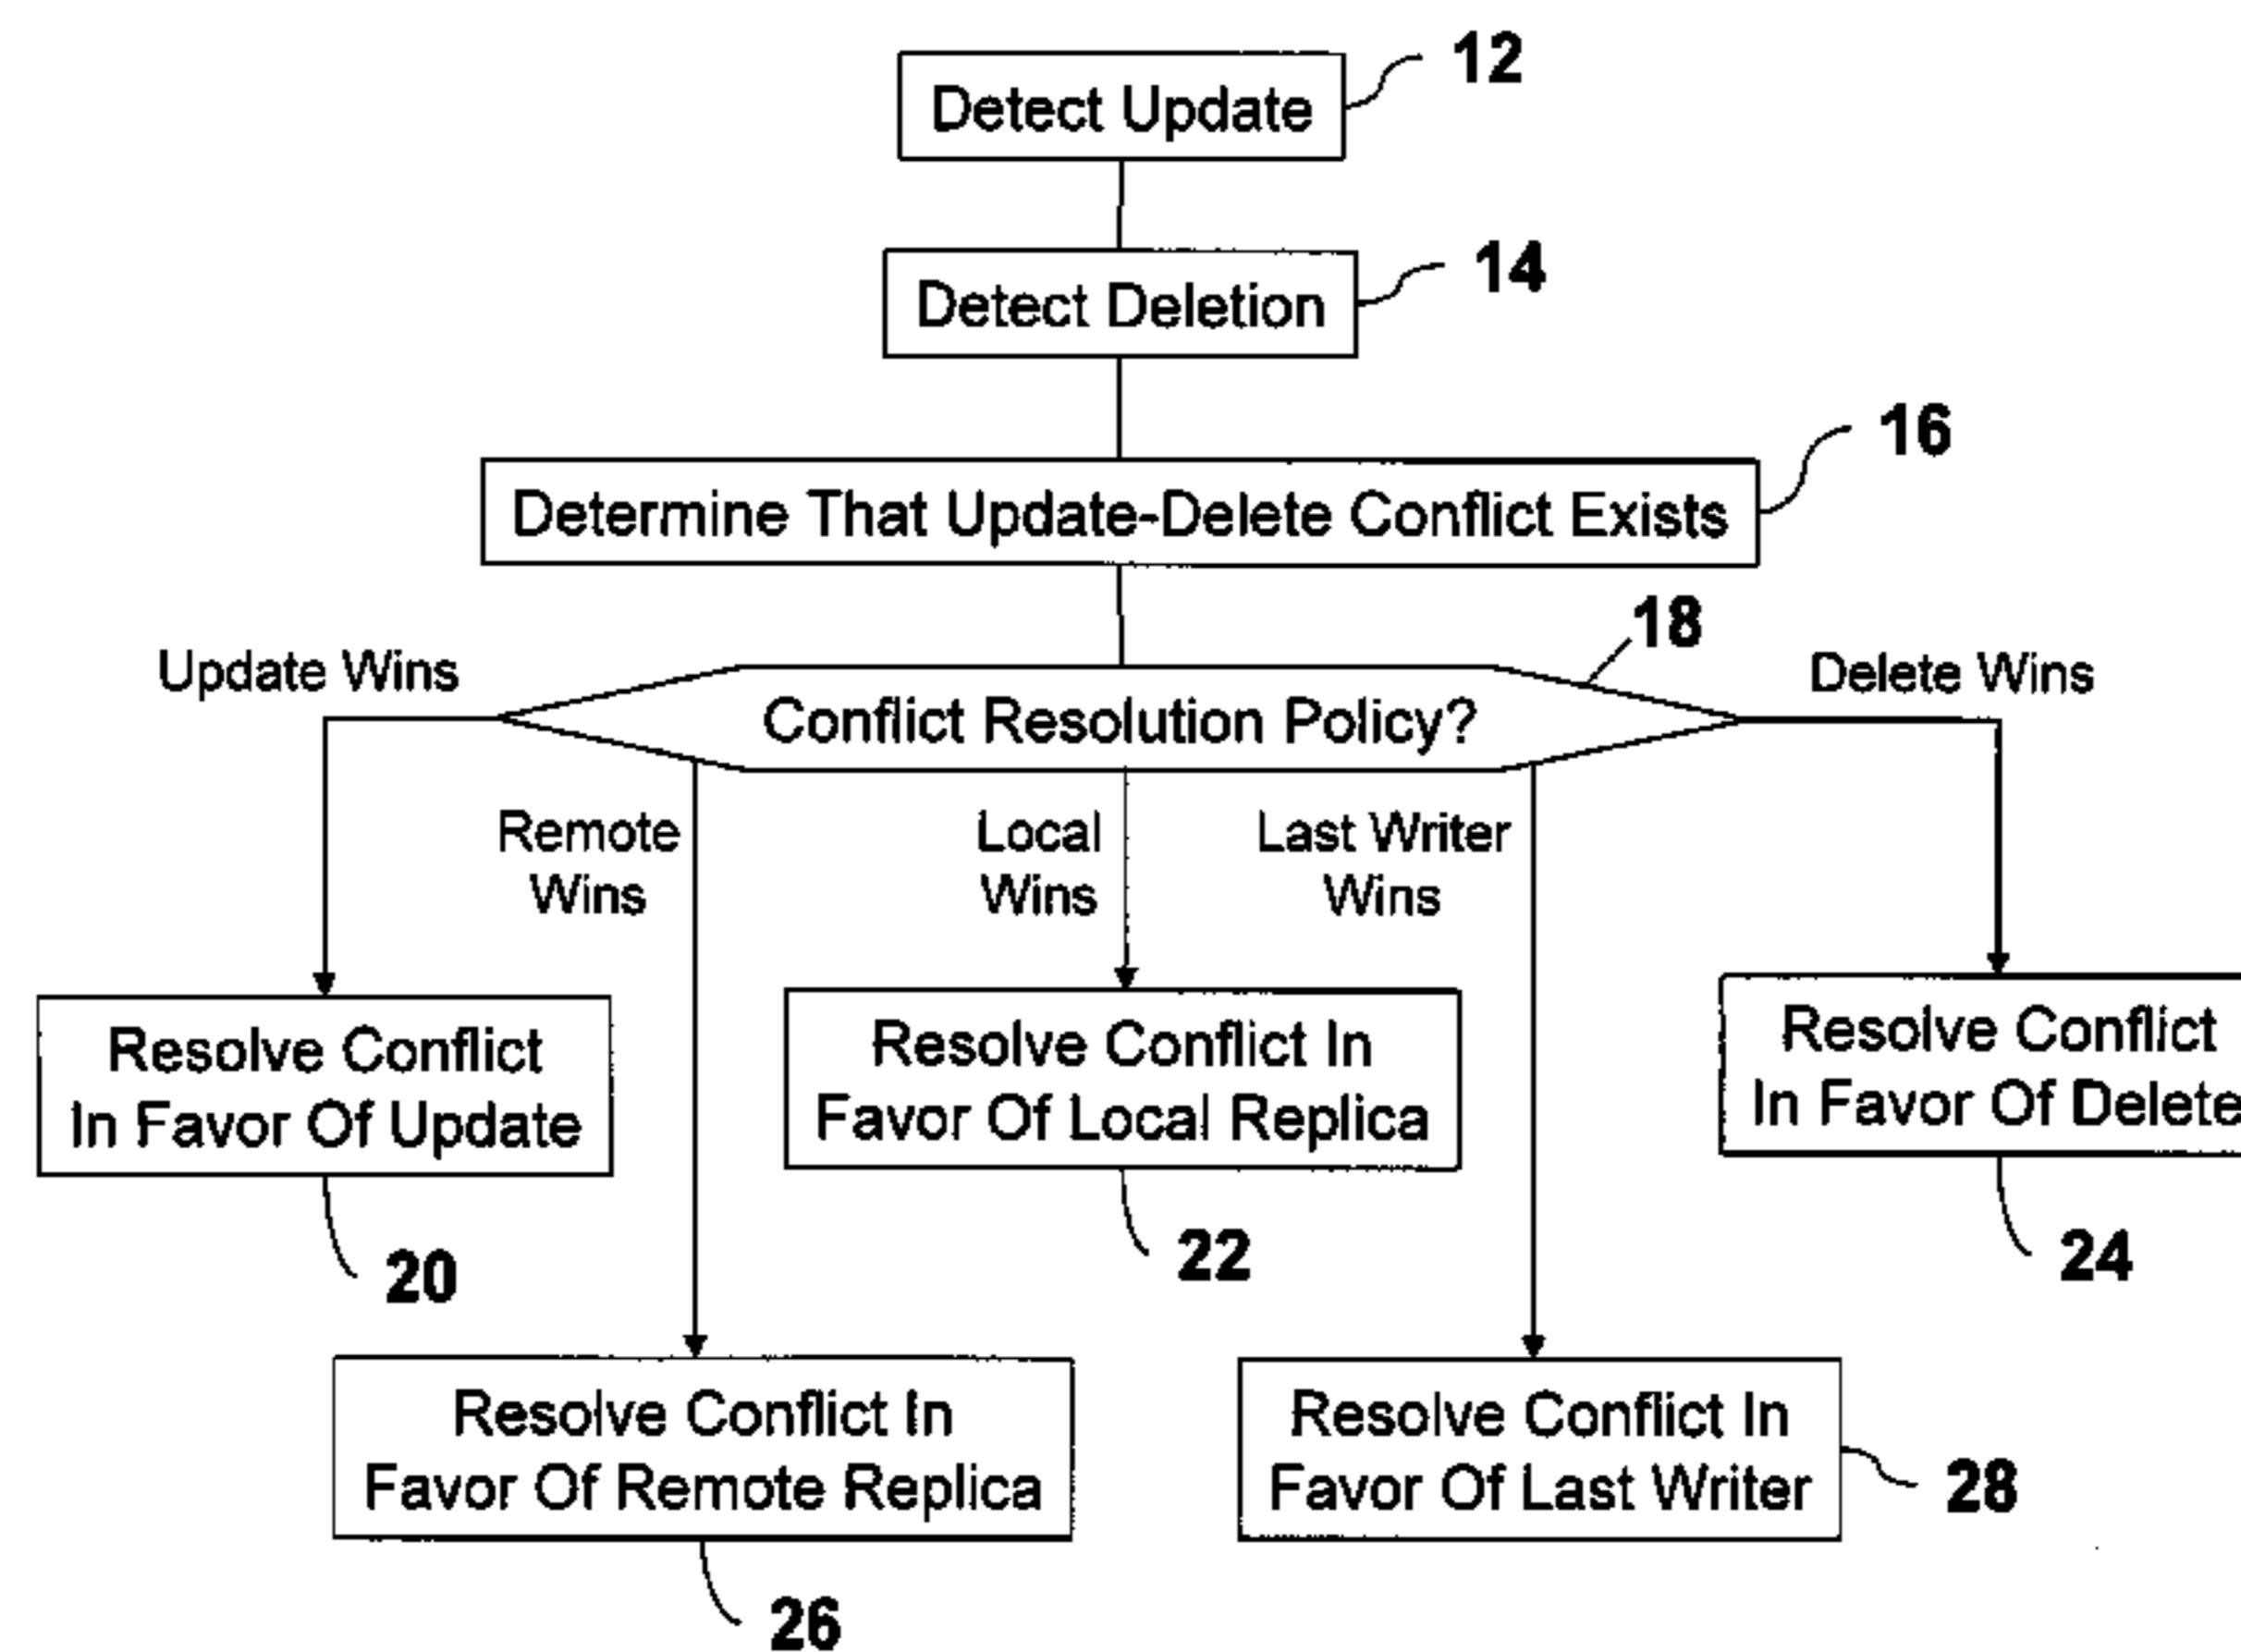 12
Detect Update
14
Detect Deletion
16
Determine That Update-Delete Conflict Exists
18
Update Wins
Delete Wins
Conflict Resolution Policy?
Remote
Wins
Local
Wins
Last Writer
Wins
Resolve Conflict
In Favor Of Update
20
Resolve Conflict In
Favor Of Local Replica
22
Resolve Conflict
In Favor Of Delete
24
Resolve Conflict In
Favor Of Remote Replica
26
Resolve Conflict In
Favor Of Last Writer
28